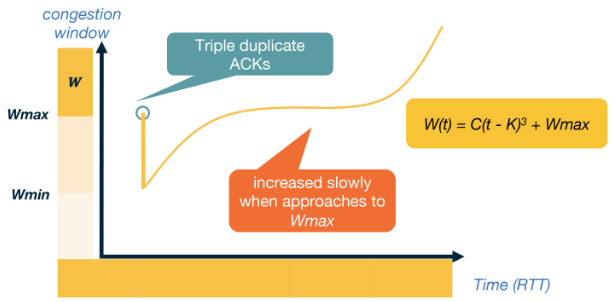 congestion
window
Triple duplicate
ACKs
W
Wmax
W(t) = C(t - K)³ + Wmax
increased slowly
when approaches to
Wmax
Wmin
Time (RTT)